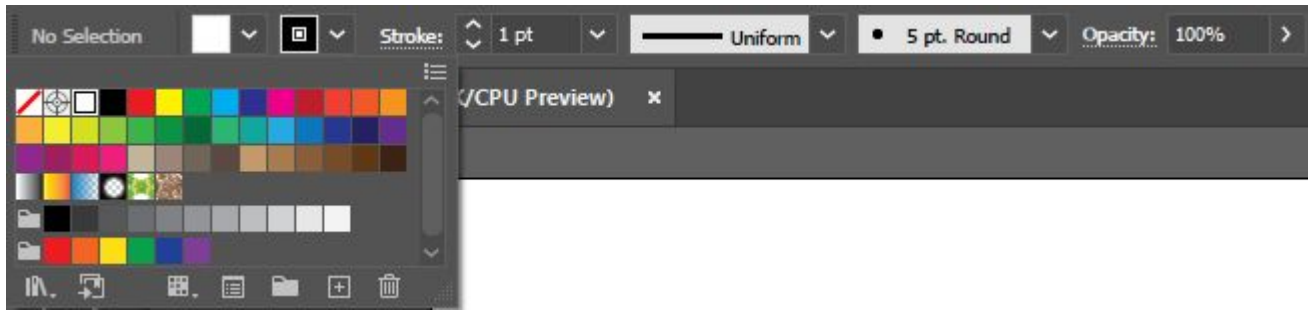 No Selection Stroke: 1 pt Uniform 5 pt. Round Opacity: 100%
/CPU Preview) ×